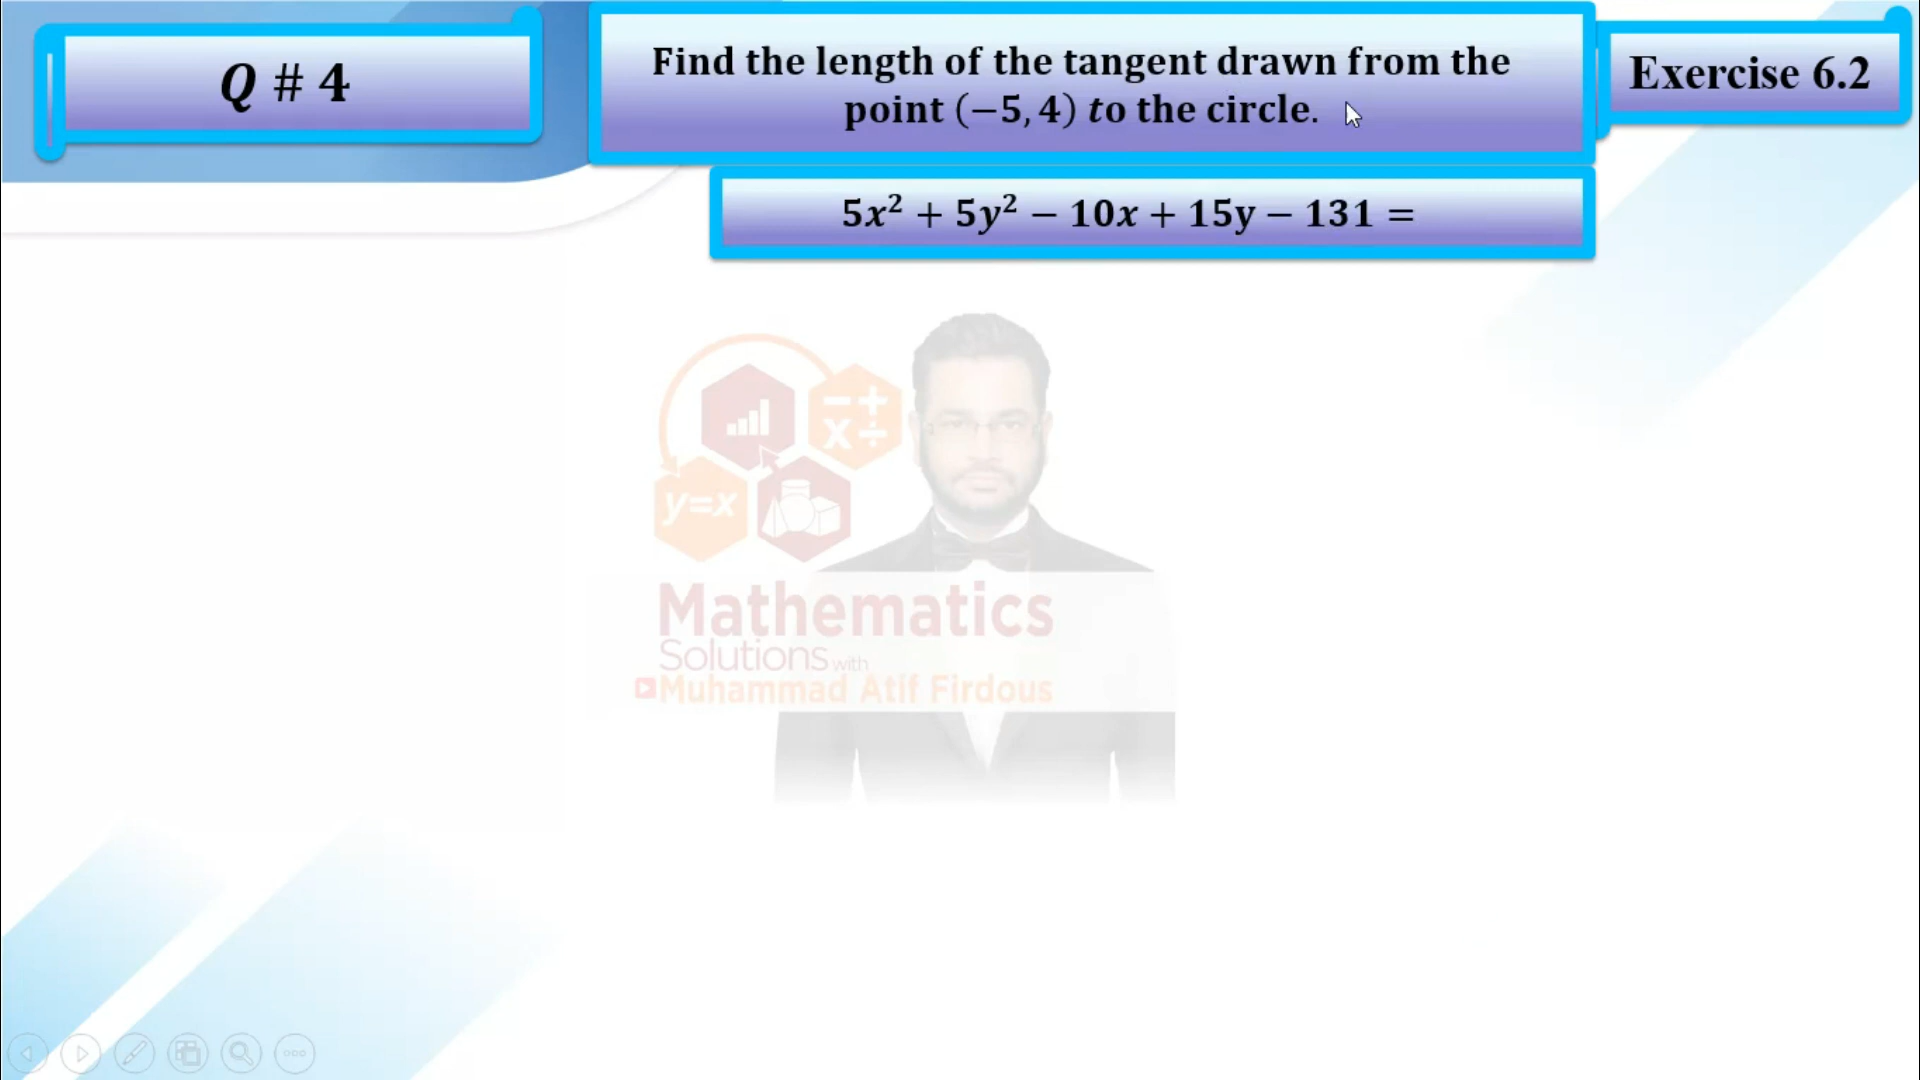 Q # 4
Find the length of the tangent drawn from the
point (−5, 4) to the circle.
Exercise 6.2
5x² + 5y² − 10x + 15y − 131 =
− +
x ÷
y=x
Mathematics
Solutions with
Muhammad Atif Firdous